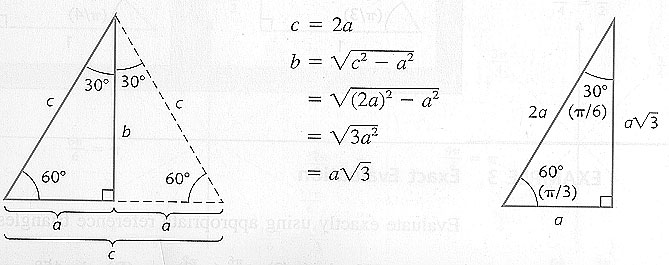 30° 30°
c
c
b
60°
60°
a
a
c
c = 2a
b = √(c² − a²)
= √((2a)² − a²)
= √(3a²)
= a√3
30°
(π/6)
2a
a√3
60°
(π/3)
a